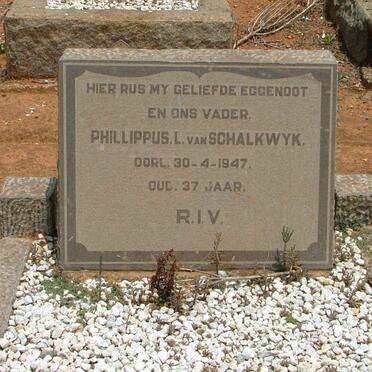 HIER RUS MY GELIEFDE EGGENOOT
EN ONS VADER.
PHILLIPPUS. L. VAN SCHALKWYK.
OORL. 30-4-1947.
OUD. 37 JAAR.
R.I.V.